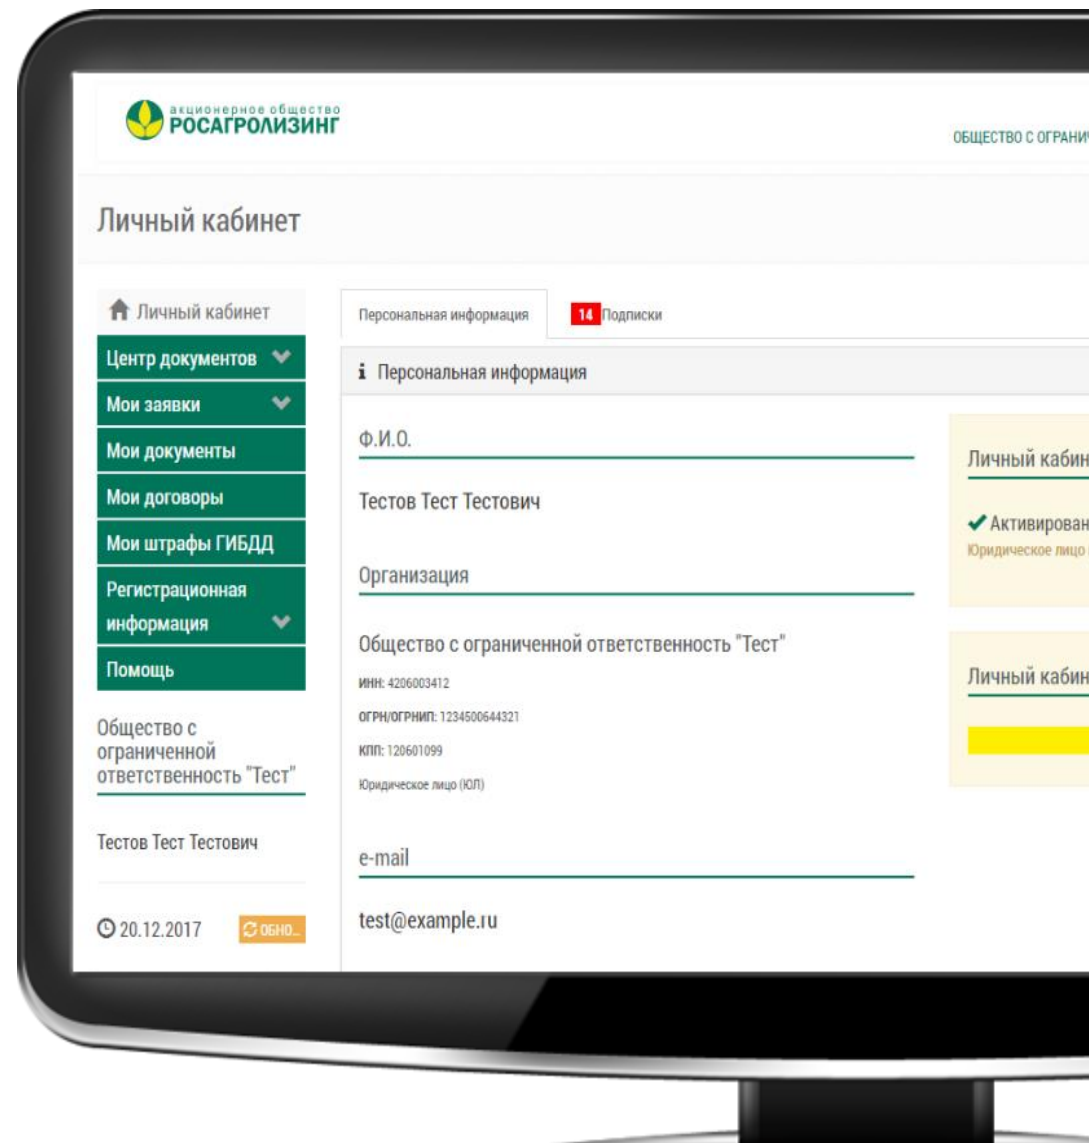 акционерное общество
РОСАГРОЛИЗИНГ
ОБЩЕСТВО С
Личный кабинет
Личный кабинет
Центр документов
Мои заявки
Мои документы
Мои договоры
Мои штрафы ГИБДД
Регистрационная
информация
Помощь
Общество с
ограниченной
ответственность "Тест"
Тестов Тест Тестович
20.12.2017
ОБНО...
Персональная информация
14 Подписки
Персональная информация
Ф.И.О.
Тестов Тест Тестович
Организация
Общество с ограниченной ответственность "Тест"
ИНН: 4206003412
ОГРН/ОГРНИП: 1234500644321
КПП: 120601099
Юридическое лицо (ЮЛ)
e-mail
test@example.ru
Личный
Активирован
Юридическое лицо
Личный